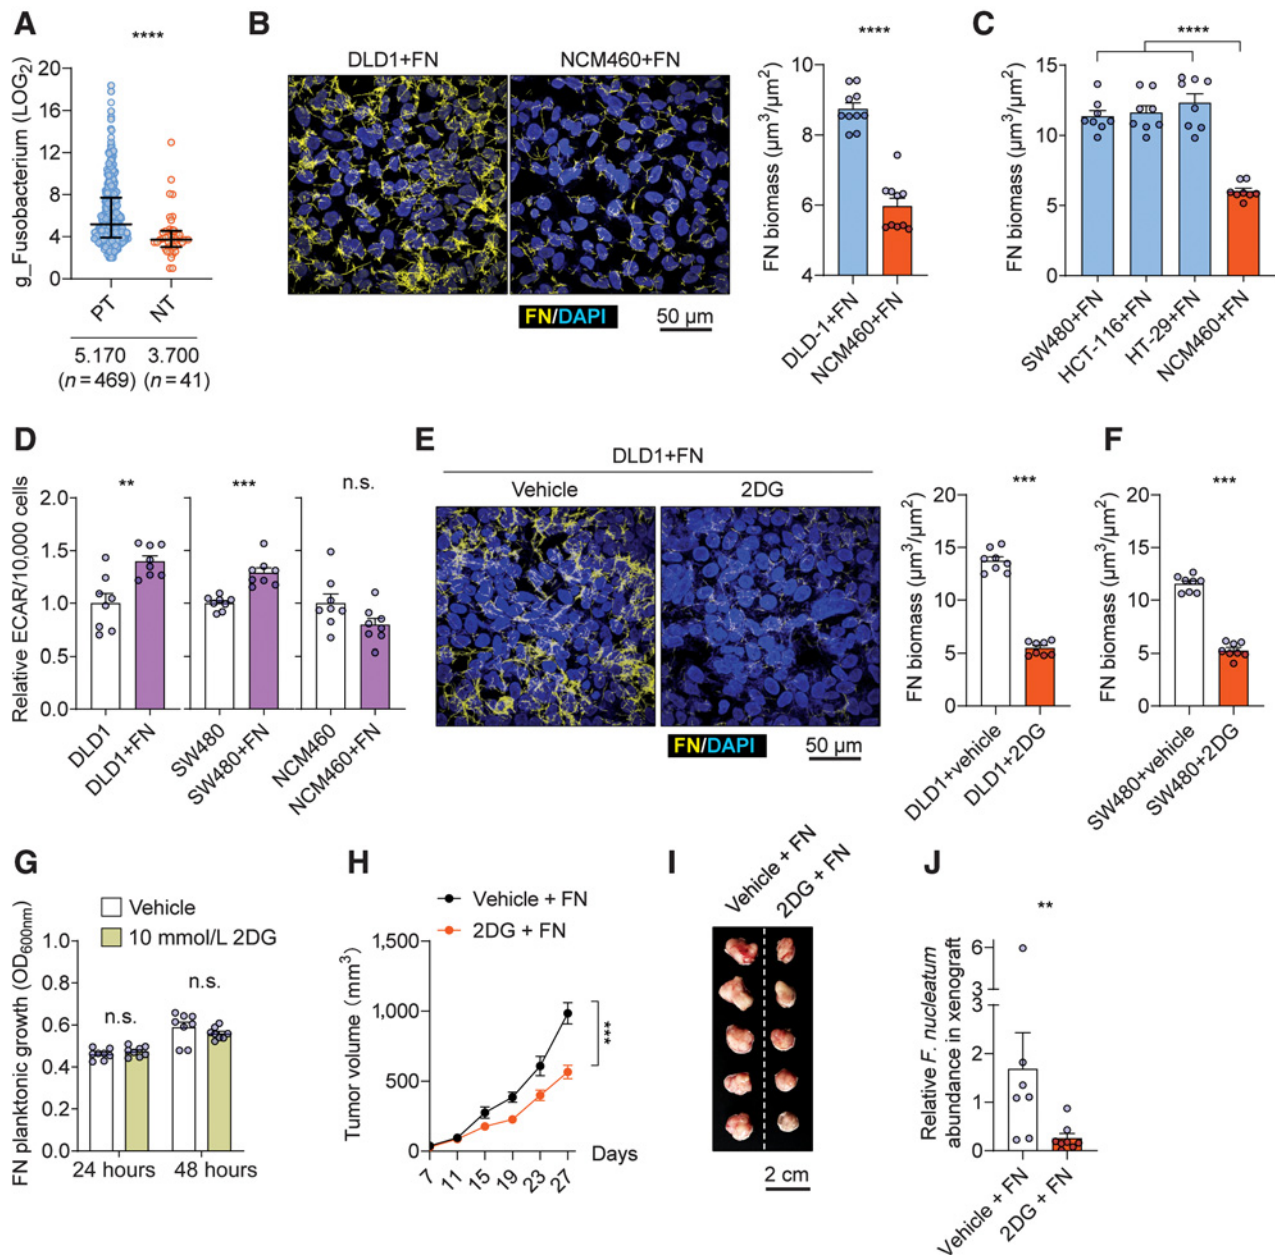 A
****
g_Fusobacterium (LOG2)
20
16
12
8
4
0
PT
NT
5.170
3.700
(n = 469)
(n = 41)
B
DLD1+FN
NCM460+FN
FN/DAPI
50 µm
****
FN biomass (µm³/µm²)
10
8
6
4
DLD-1+FN
NCM460+FN
C
****
FN biomass (µm³/µm²)
15
10
5
0
SW480+FN
HCT-116+FN
HT-29+FN
NCM460+FN
D
Relative ECAR/10,000 cells
2.0
1.5
1.0
0.5
0.0
**
***
n.s.
DLD1
DLD1+FN
SW480
SW480+FN
NCM460
NCM460+FN
E
DLD1+FN
Vehicle
2DG
FN/DAPI
50 µm
***
FN biomass (µm³/µm²)
20
15
10
5
0
DLD1+vehicle
DLD1+2DG
F
***
FN biomass (µm³/µm²)
20
15
10
5
0
SW480+vehicle
SW480+2DG
G
Vehicle
10 mmol/L 2DG
FN planktonic growth (OD600nm)
1.0
0.8
0.6
0.4
0.2
0.0
n.s.
n.s.
24 hours
48 hours
H
Vehicle + FN
2DG + FN
Tumor volume (mm³)
1,500
1,000
500
0
***
7
11
15
19
23
27
Days
I
Vehicle + FN
2DG + FN
2 cm
J
**
Relative F. nucleatum
abundance in xenograft
6
3
3
2
1
0
Vehicle + FN
2DG + FN